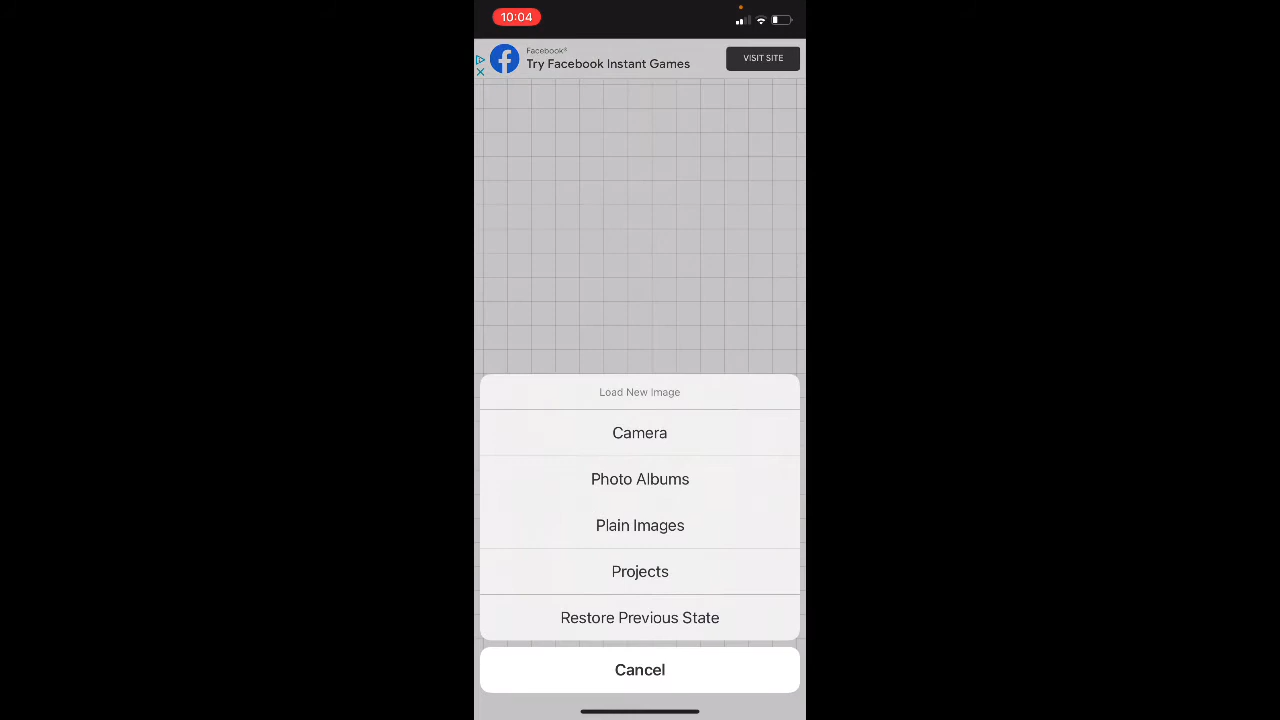 10:04
Facebook®
Try Facebook Instant Games
VISIT SITE
Load New Image
Camera
Photo Albums
Plain Images
Projects
Restore Previous State
Cancel